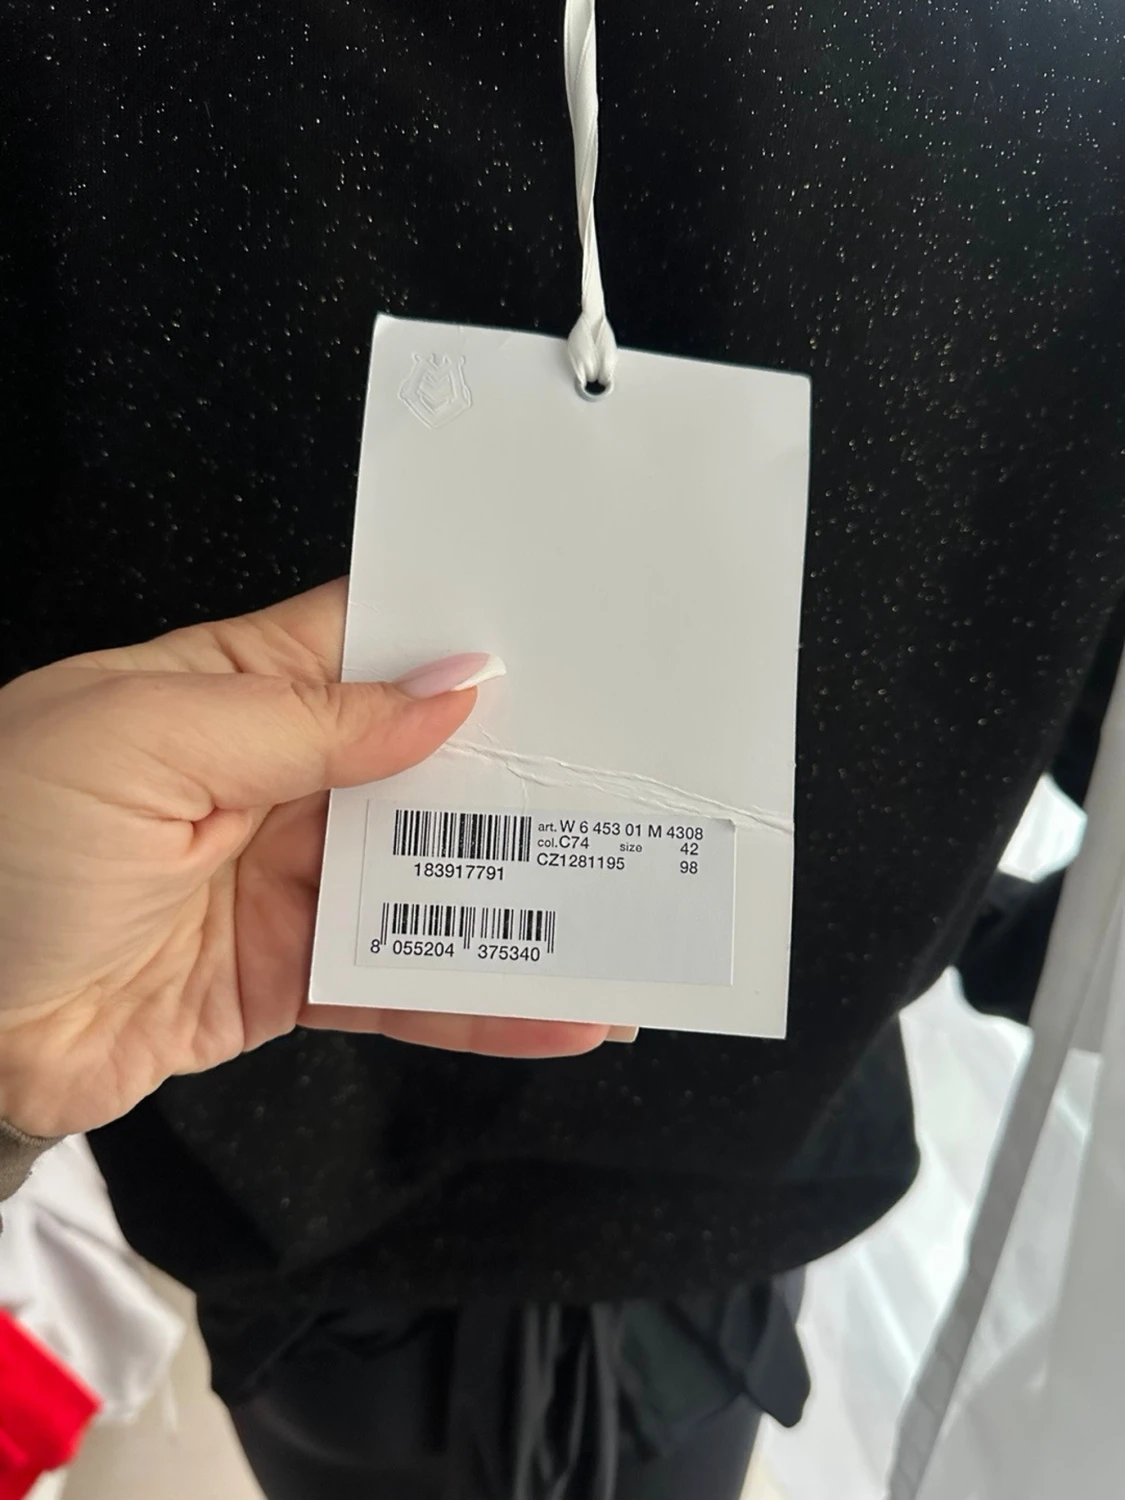 art. W 6 453 01 M 4308
col. C74 size 42
CZ1281195 98
183917791
8 055204 375340